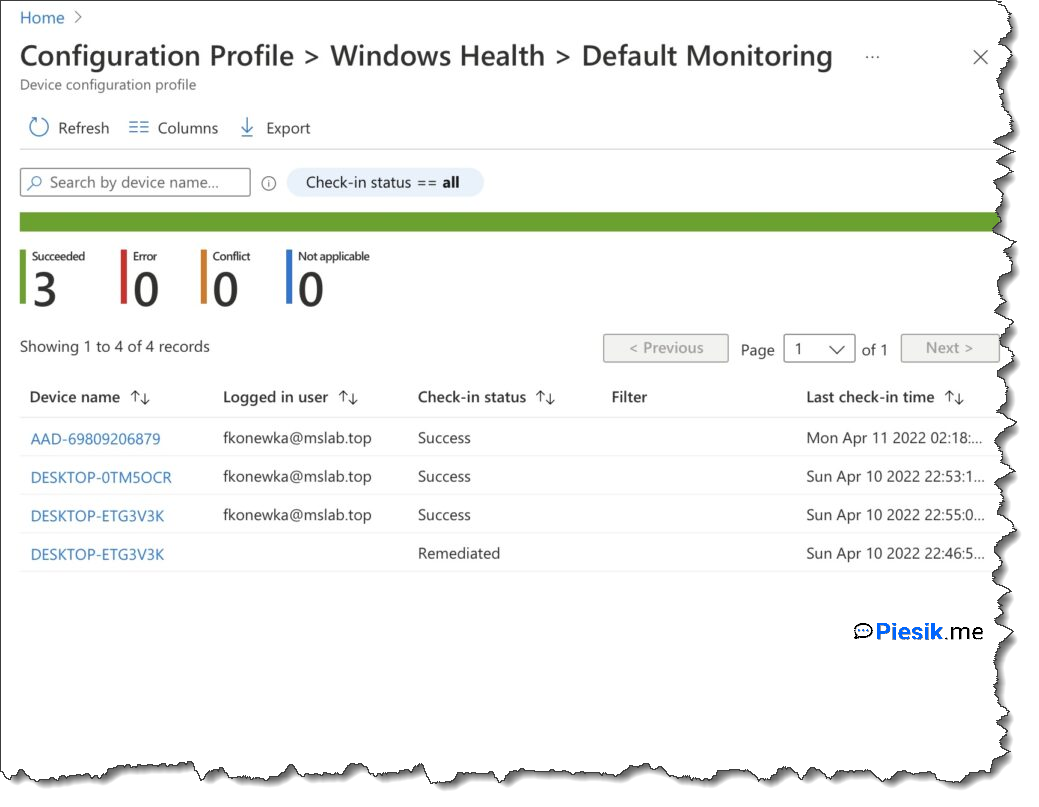 Home >
Configuration Profile > Windows Health > Default Monitoring ...
Device configuration profile
Refresh Columns Export
Search by device name... Check-in status == all
Succeeded Error Conflict Not applicable
3 0 0 0
Showing 1 to 4 of 4 records < Previous Page 1 of 1 Next >
Device name Logged in user Check-in status Filter Last check-in time
AAD-69809206879 fkonewka@mslab.top Success Mon Apr 11 2022 02:18:...
DESKTOP-0TM5OCR fkonewka@mslab.top Success Sun Apr 10 2022 22:53:1...
DESKTOP-ETG3V3K fkonewka@mslab.top Success Sun Apr 10 2022 22:55:0...
DESKTOP-ETG3V3K Remediated Sun Apr 10 2022 22:46:5...
Piesik.me